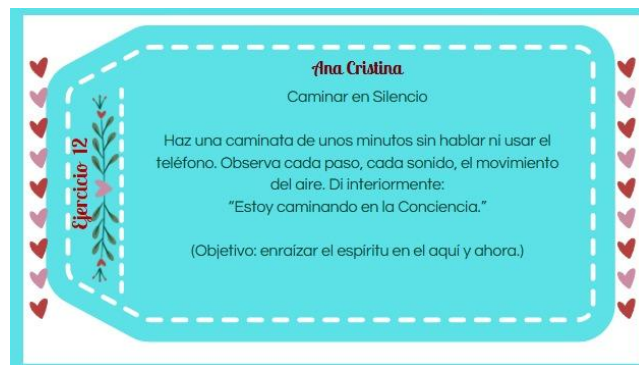 Ana Cristina
Caminar en Silencio
Ejercicio 12
Haz una caminata de unos minutos sin hablar ni usar el
teléfono. Observa cada paso, cada sonido, el movimiento
del aire. Di interiormente:
“Estoy caminando en la Conciencia.”
(Objetivo: enraízar el espíritu en el aquí y ahora.)